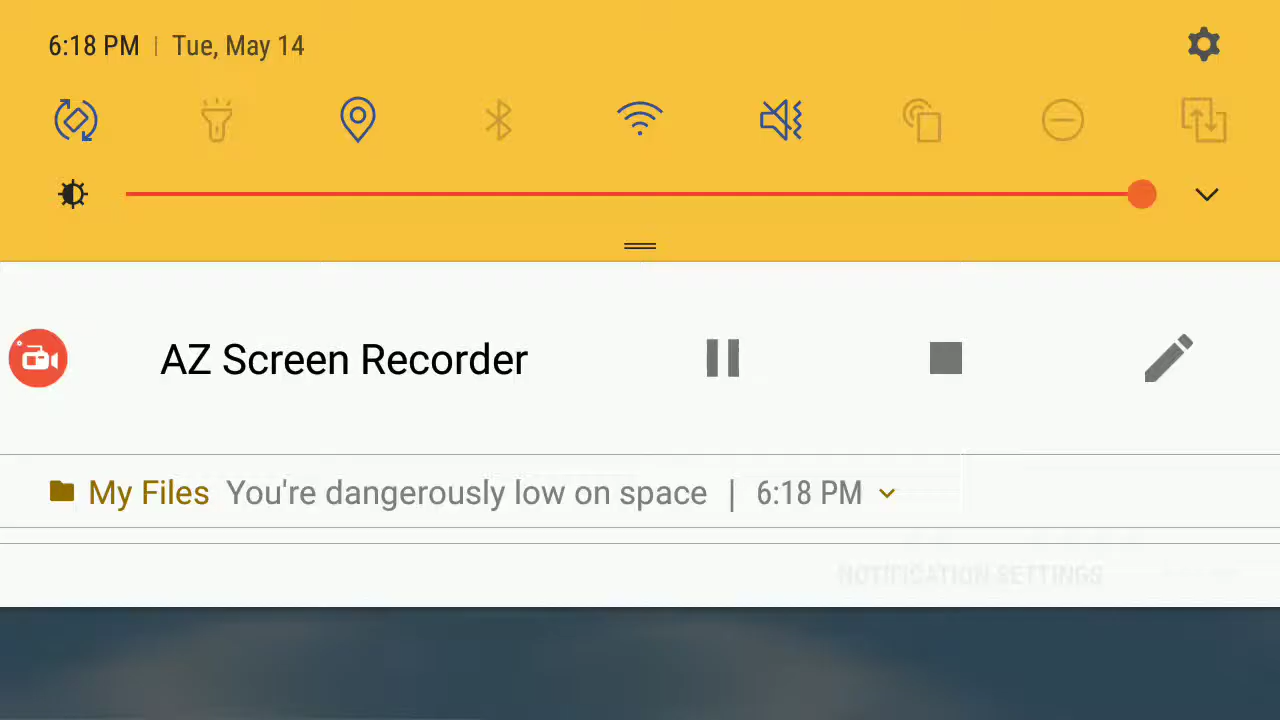 6:18 PM | Tue, May 14
AZ Screen Recorder
My Files You're dangerously low on space | 6:18 PM
NOTIFICATION SETTINGS